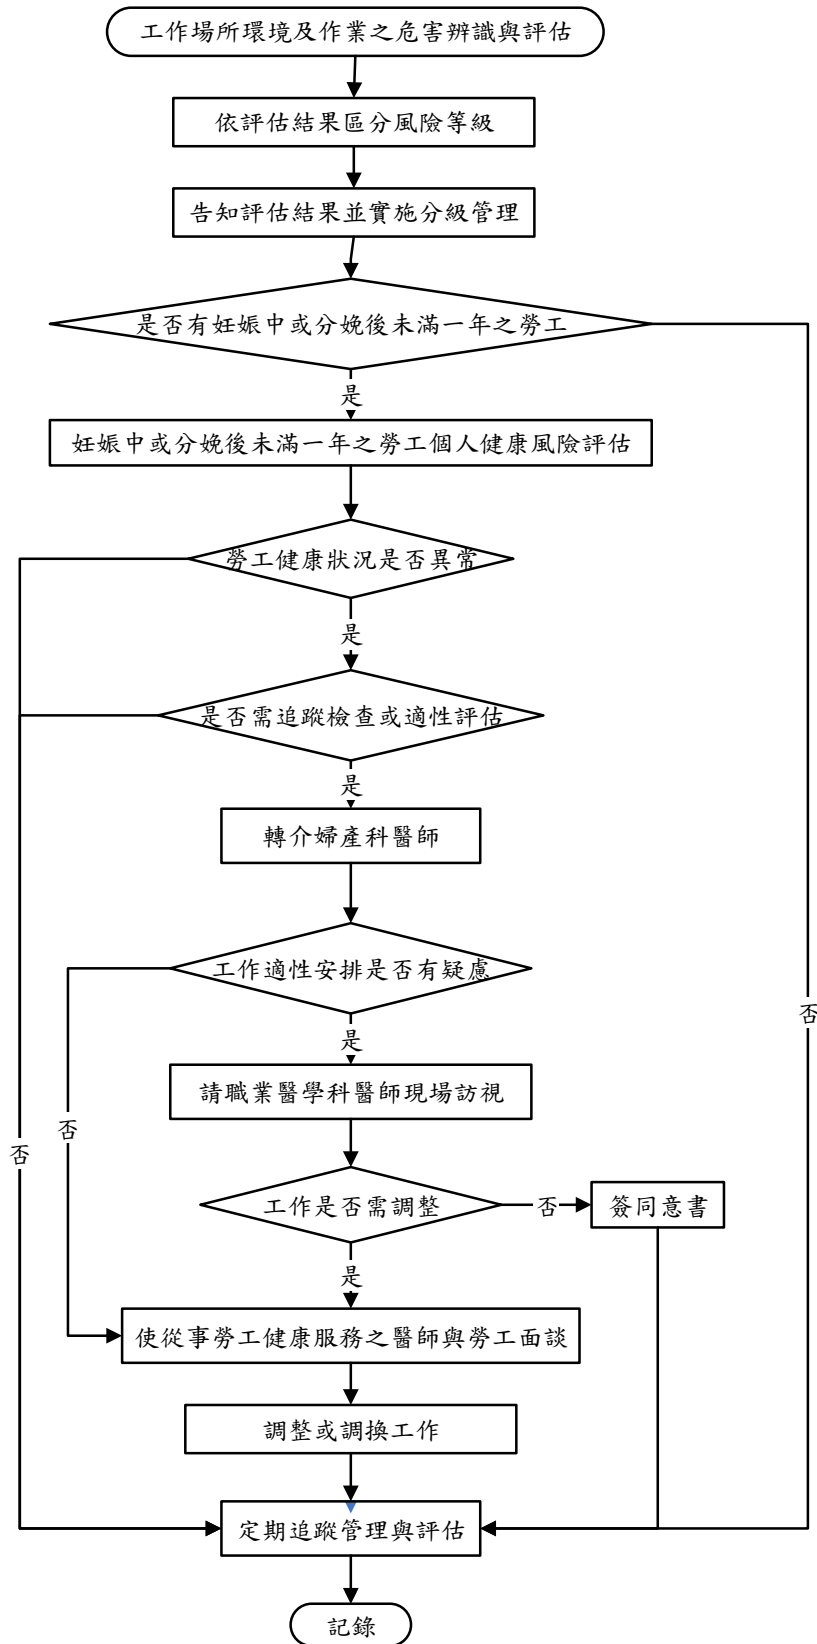 工作場所環境及作業之危害辨識與評估
依評估結果區分風險等級
告知評估結果並實施分級管理
是否有妊娠中或分娩後未滿一年之勞工
是
妊娠中或分娩後未滿一年之勞工個人健康風險評估
勞工健康狀況是否異常
是
是否需追蹤檢查或適性評估
是
轉介婦產科醫師
工作適性安排是否有疑慮
否
是
請職業醫學科醫師現場訪視
否
否
工作是否需調整
否
簽同意書
是
使從事勞工健康服務之醫師與勞工面談
調整或調換工作
定期追蹤管理與評估
記錄